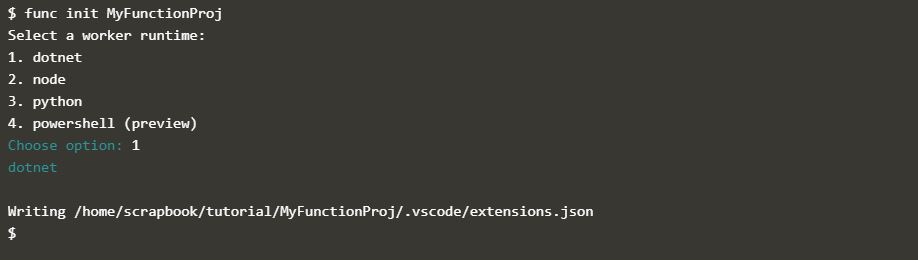 $ func init MyFunctionProj
Select a worker runtime:
1. dotnet
2. node
3. python
4. powershell (preview)
Choose option: 1
dotnet
Writing /home/scrapbook/tutorial/MyFunctionProj/.vscode/extensions.json
$